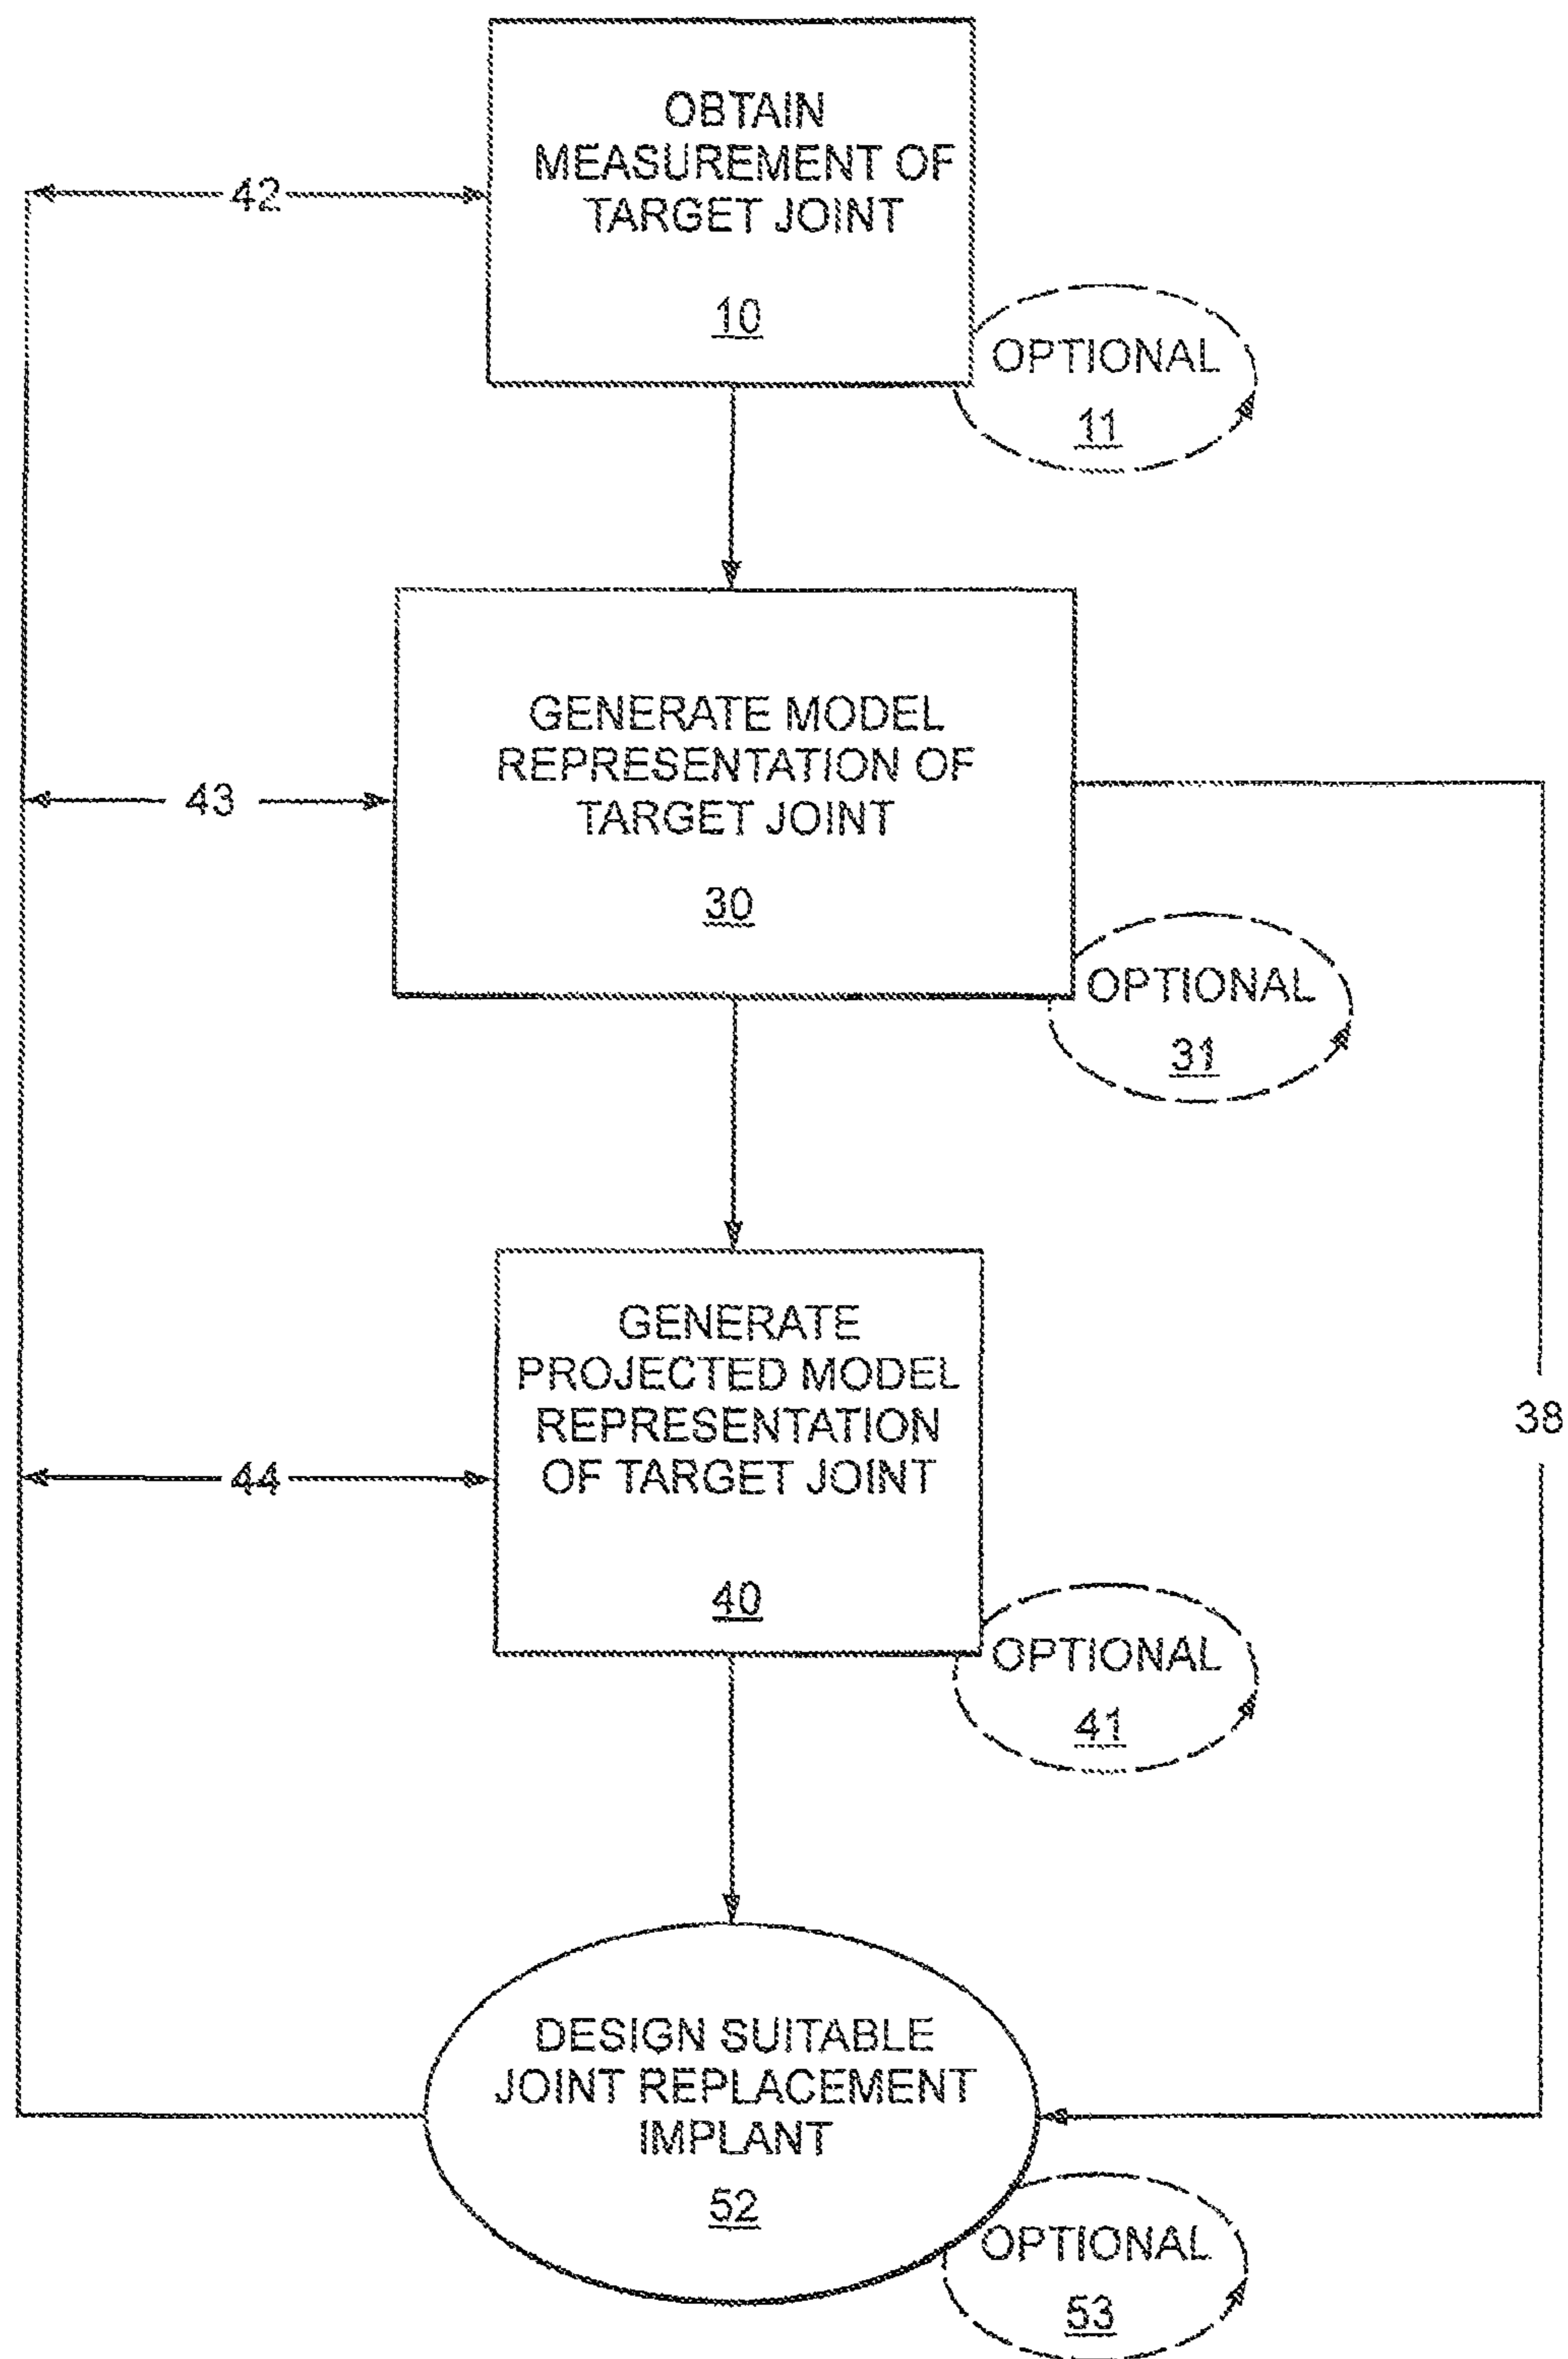 OBTAIN
MEASUREMENT OF
TARGET JOINT
42
10
OPTIONAL
11
GENERATE MODEL
REPRESENTATION OF
TARGET JOINT
43
30
OPTIONAL
31
GENERATE
PROJECTED MODEL
REPRESENTATION
OF TARGET JOINT
38
44
40
OPTIONAL
41
DESIGN SUITABLE
JOINT REPLACEMENT
IMPLANT
52
OPTIONAL
53